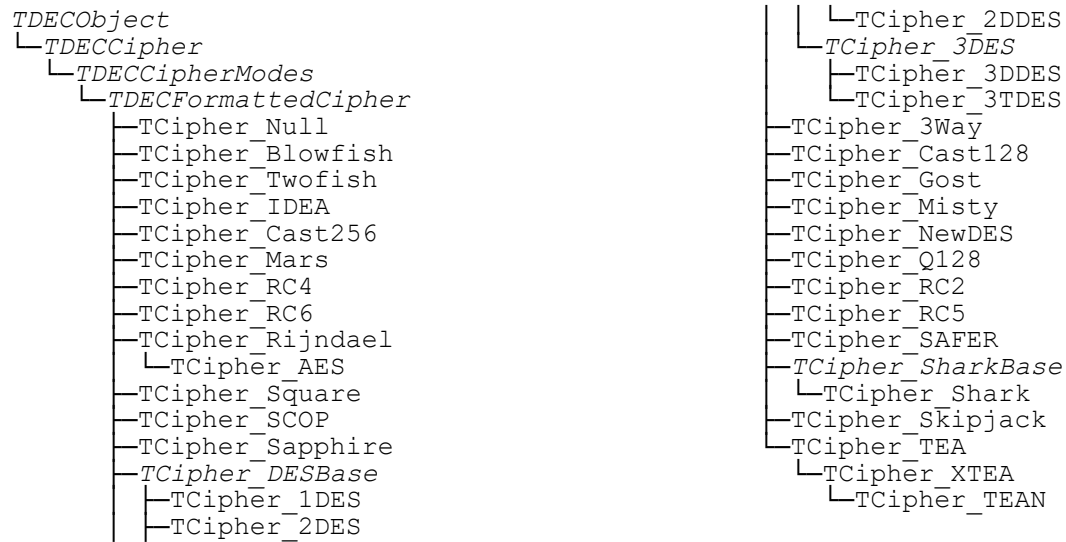 TDECObject
└─TDECCipher
└─TDECCipherModes
└─TDECFormattedCipher
├─TCipher_Null
├─TCipher_Blowfish
├─TCipher_Twofish
├─TCipher_IDEA
├─TCipher_Cast256
├─TCipher_Mars
├─TCipher_RC4
├─TCipher_RC6
├─TCipher_Rijndael
│ └─TCipher_AES
├─TCipher_Square
├─TCipher_SCOP
├─TCipher_Sapphire
├─TCipher_DESBase
│ ├─TCipher_1DES
│ ├─TCipher_2DES
│ │ └─TCipher_2DDES
│ └─TCipher_3DES
│ ├─TCipher_3DDES
│ └─TCipher_3TDES
├─TCipher_3Way
├─TCipher_Cast128
├─TCipher_Gost
├─TCipher_Misty
├─TCipher_NewDES
├─TCipher_Q128
├─TCipher_RC2
├─TCipher_RC5
├─TCipher_SAFER
├─TCipher_SharkBase
│ └─TCipher_Shark
├─TCipher_Skipjack
└─TCipher_TEA
└─TCipher_XTEA
└─TCipher_TEAN